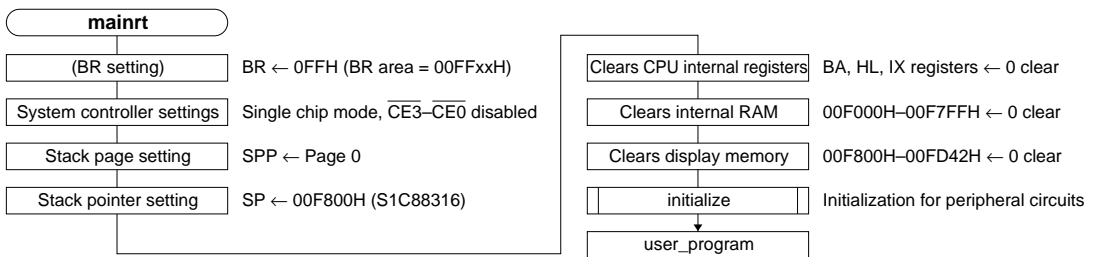 mainrt
(BR setting) BR ← 0FFH (BR area = 00FFxxH)
System controller settings Single chip mode, C̅E̅3̅–C̅E̅0̅ disabled
Stack page setting SPP ← Page 0
Stack pointer setting SP ← 00F800H (S1C88316)
Clears CPU internal registers BA, HL, IX registers ← 0 clear
Clears internal RAM 00F000H–00F7FFH ← 0 clear
Clears display memory 00F800H–00FD42H ← 0 clear
initialize Initialization for peripheral circuits
user_program